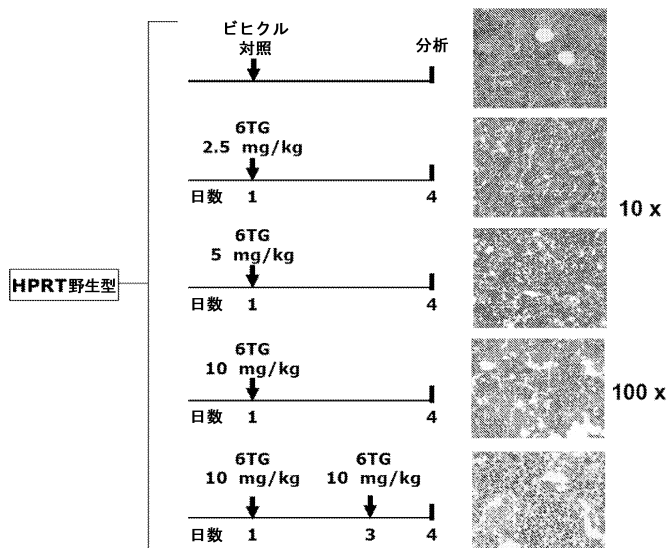 ビヒクル
対照
分析
6TG
2.5 mg/kg
日数 1 4
10 x
6TG
5 mg/kg
日数 1 4
HPRT野生型
6TG
10 mg/kg
日数 1 4
100 x
6TG 6TG
10 mg/kg 10 mg/kg
日数 1 3 4